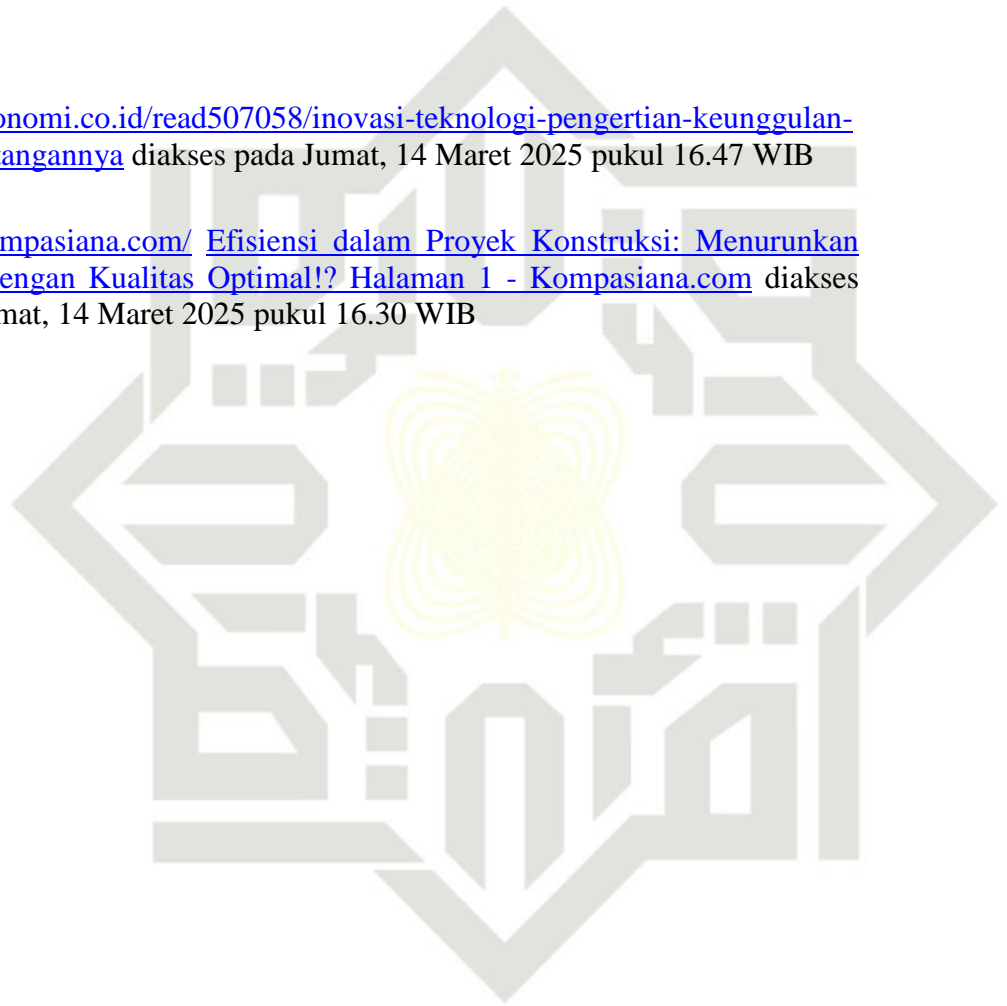 onomi.co.id/read507058/inovasi-teknologi-pengertian-keunggulan-
tangannya diakses pada Jumat, 14 Maret 2025 pukul 16.47 WIB
mpasiana.com/ Efisiensi dalam Proyek Konstruksi: Menurunkan
engan Kualitas Optimal!? Halaman 1 - Kompasiana.com diakses
mat, 14 Maret 2025 pukul 16.30 WIB